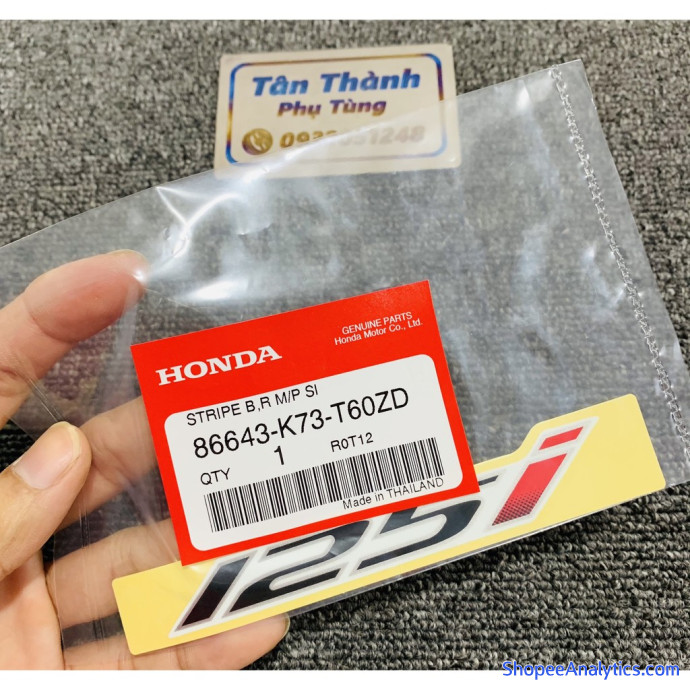 Tân Thành
Phụ Tùng
HONDA
GENUINE PARTS
Honda Motor Co., Ltd.
STRIPE B,R M/P SI
86643-K73-T60ZD
QTY 1 R0T12
Made in THAILAND
125i
ShopeeAnalytics.com